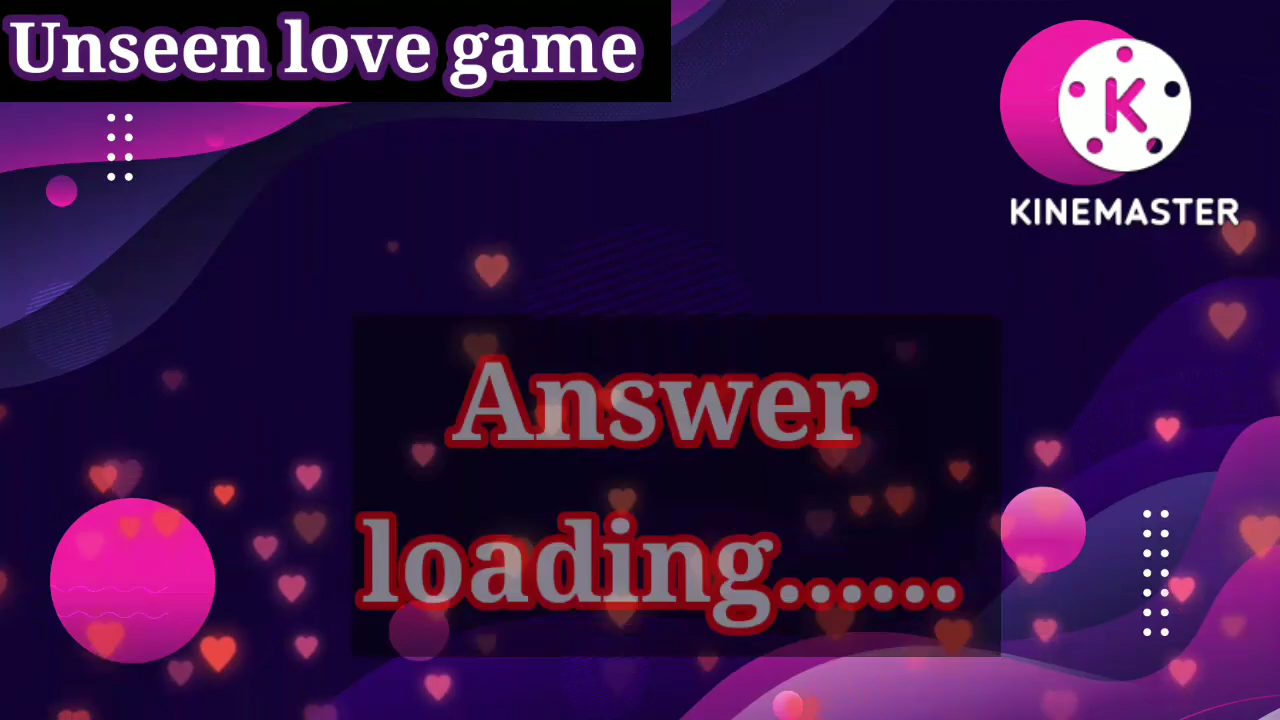 Unseen love game
K
KINEMASTER
Answer
loading......